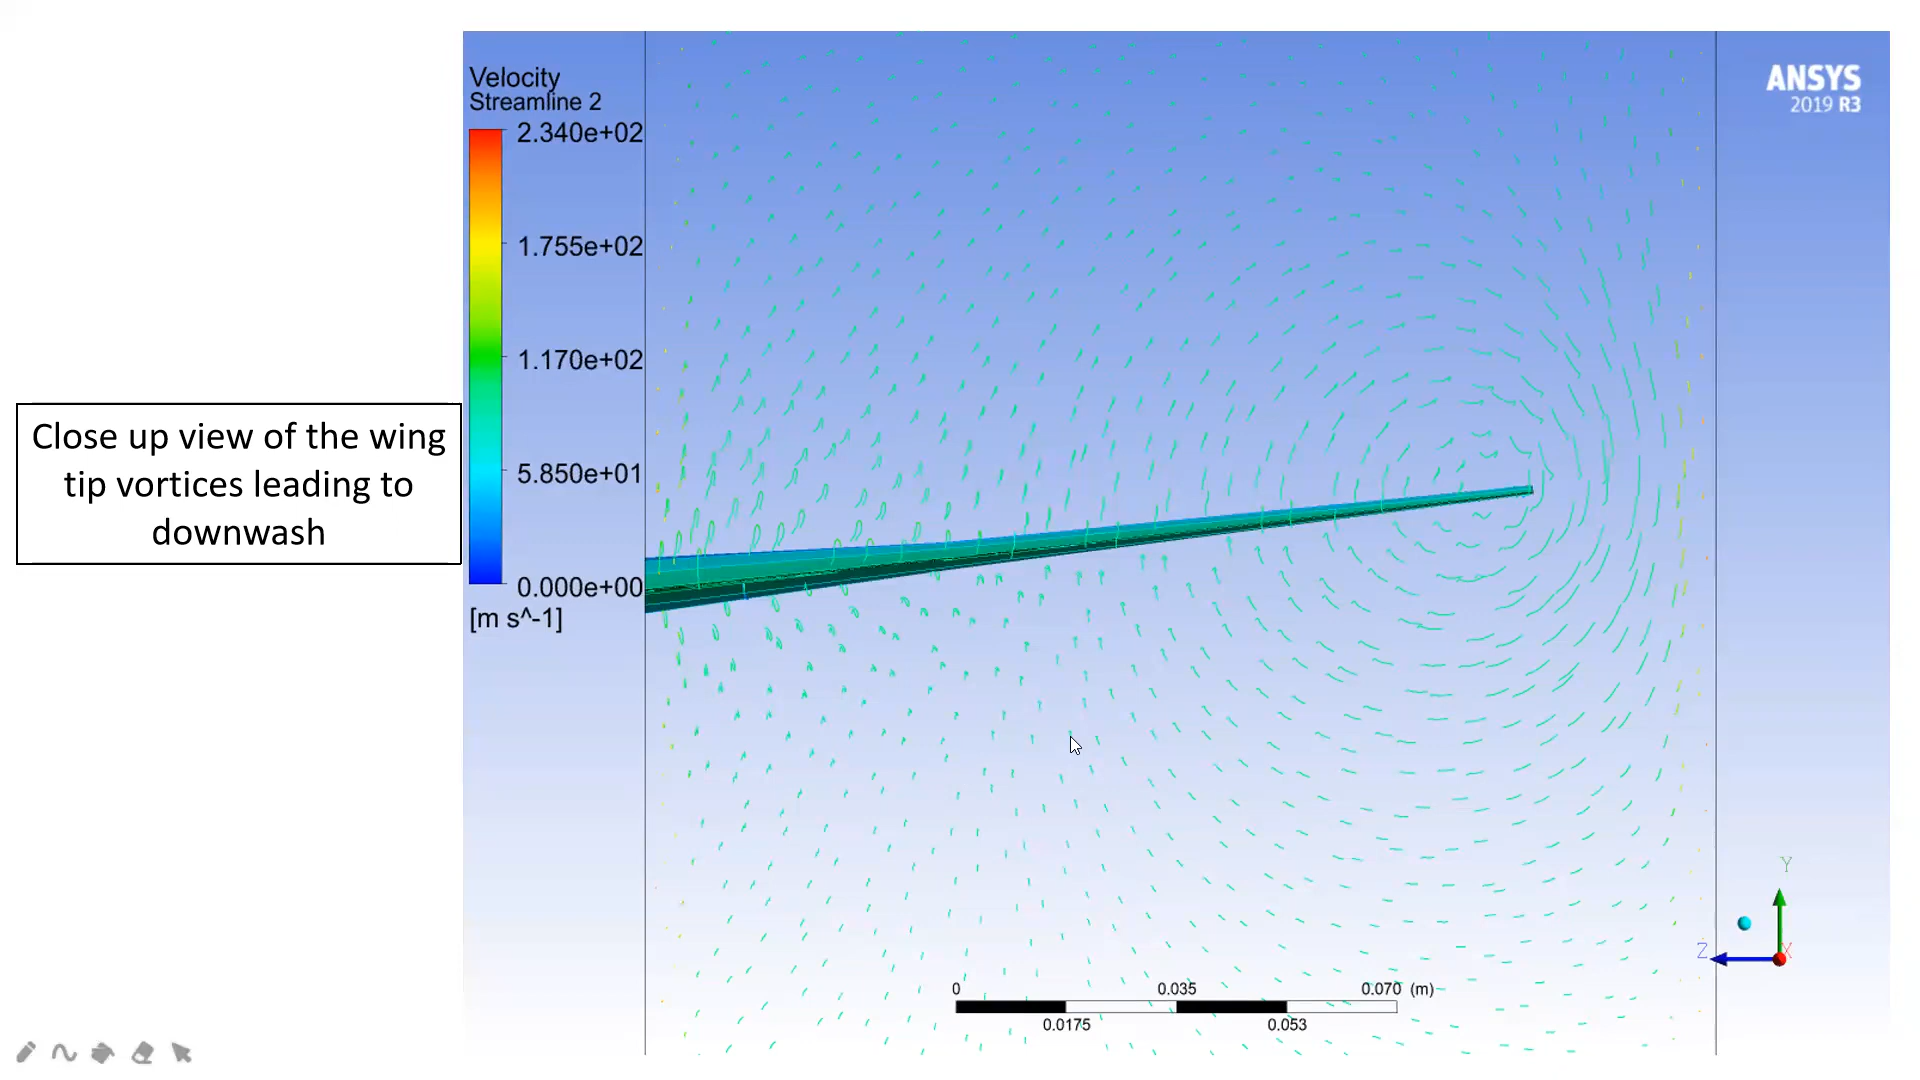 Close up view of the wing
tip vortices leading to
downwash
Velocity
Streamline 2
2.340e+02
1.755e+02
1.170e+02
5.850e+01
0.000e+00
[m s^-1]
ANSYS
2019 R3
0 0.035 0.070 (m)
0.0175 0.053
Y
Z X